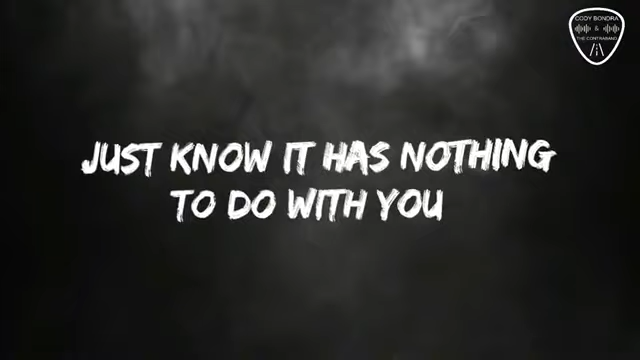 CODY BONDRA
&
THE CONTRABAND
JUST KNOW IT HAS NOTHING
TO DO WITH YOU